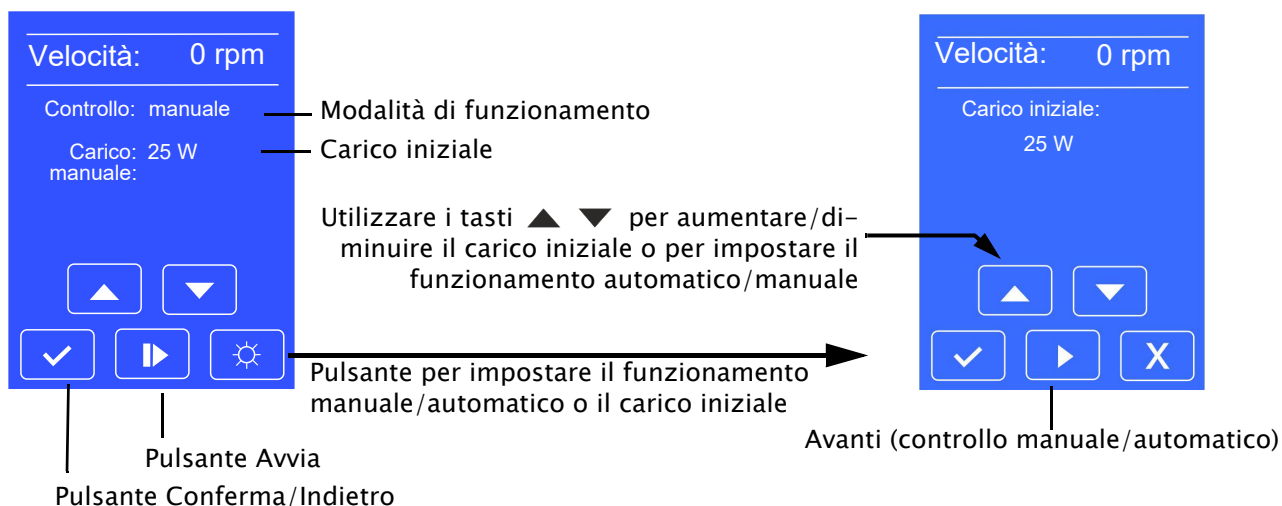 Velocità: 0 rpm
Controllo: manuale
Carico: 25 W
manuale:
Modalità di funzionamento
Carico iniziale
Utilizzare i tasti ▲ ▼ per aumentare/di-
minuire il carico iniziale o per impostare il
funzionamento automatico/manuale
Pulsante per impostare il funzionamento
manuale/automatico o il carico iniziale
Pulsante Avvia
Pulsante Conferma/Indietro
Velocità: 0 rpm
Carico iniziale:
25 W
X
Avanti (controllo manuale/automatico)